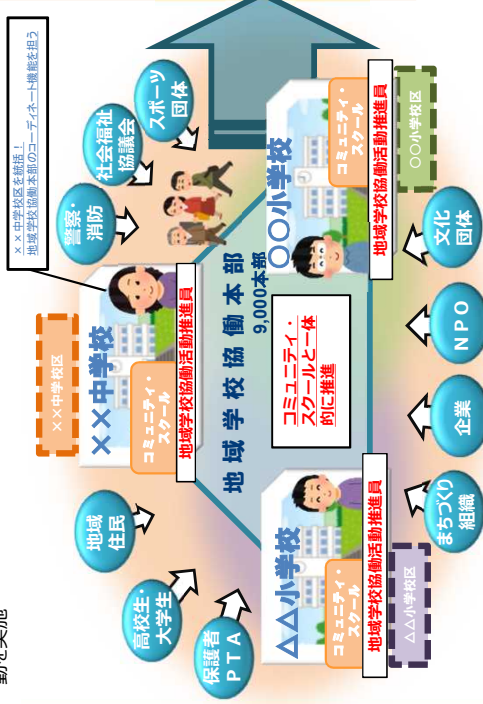 ××中学校区を統括！
地域学校協働本部のコーディネート機能を担う
××中学校区
××中学校
コミュニティ・
スクール
地域学校協働活動推進員
警察・
消防
社会福祉
協議会
スポーツ
団体
地域
住民
高校生・
大学生
保護者
PTA
地域学校協働本部
9,000本部
コミュニティ・
スクールと一体
的に推進
△△小学校
コミュニティ・
スクール
地域学校協働活動推進員
△△小学校区
○○小学校
コミュニティ・
スクール
地域学校協働活動推進員
○○小学校区
まちづくり
組織
企業
NPO
文化
団体